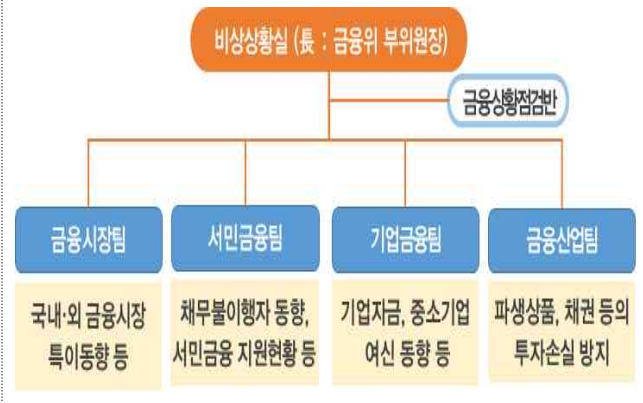 비상상황실 (長 : 금융위 부위원장)
금융상황점검반
금융시장팀
서민금융팀
기업금융팀
금융산업팀
국내·외 금융시장
특이동향 등
채무불이행자 동향,
서민금융 지원현황 등
기업자금, 중소기업
여신 동향 등
파생상품, 채권 등의
투자손실 방지